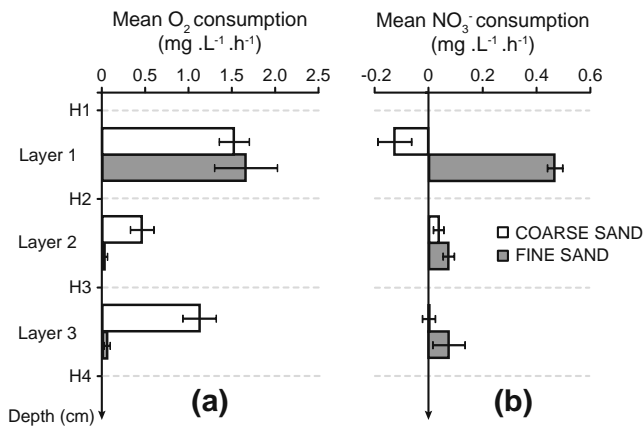 Mean O₂ consumption
(mg .L⁻¹ .h⁻¹)
0 0.5 1.0 1.5 2.0 2.5
Mean NO₃⁻ consumption
(mg .L⁻¹ .h⁻¹)
-0.2 0 0.2 0.4 0.6
H1
Layer 1
H2
Layer 2
H3
Layer 3
H4
Depth (cm)
COARSE SAND
FINE SAND
(a)
(b)